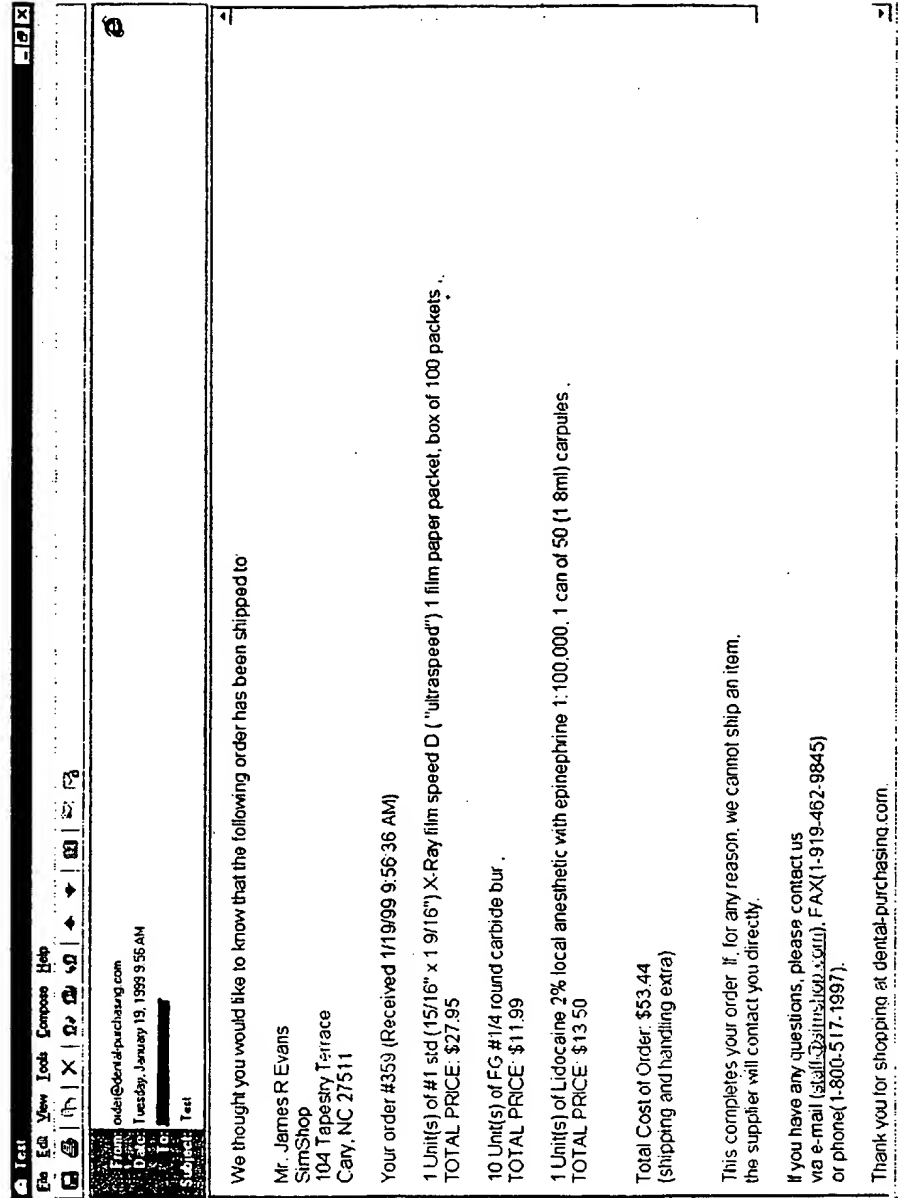 Test
File Edit View Tools Compose Help
From: order@dental-purchasing.com
Date: Tuesday, January 19, 1999 9:56 AM
To:
Subject: Test
We thought you would like to know that the following order has been shipped to
Mr. James R Evans
SimShop
104 Tapestry Terrace
Cary, NC 27511
Your order #359 (Received 1/19/99 9:56:36 AM)
1 Unit(s) of #1 std (15/16" x 1 9/16") X-Ray film speed D ( "ultraspeed") 1 film paper packet, box of 100 packets .
TOTAL PRICE: $27.95
10 Unit(s) of FG #1/4 round carbide bur .
TOTAL PRICE: $11.99
1 Unit(s) of Lidocaine 2% local anesthetic with epinephrine 1:100,000. 1 can of 50 (1 8ml) carpules .
TOTAL PRICE: $13 50
Total Cost of Order: $53.44
(shipping and handling extra)
This completes your order If, for any reason, we cannot ship an item,
the supplier will contact you directly.
If you have any questions, please contact us
via e-mail (staff@simshop.com), FAX(1-919-462-9845)
or phone(1-800-517-1997).
Thank you for shopping at dental-purchasing.com.